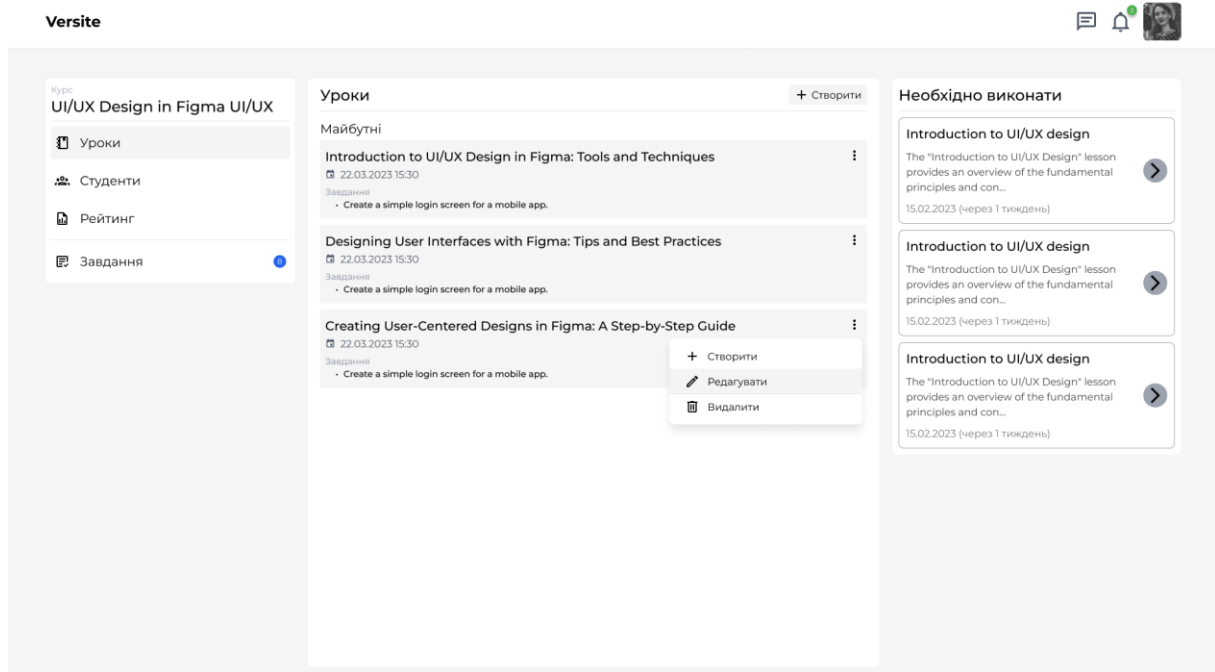 Versite
Курс
UI/UX Design in Figma UI/UX
Уроки
Студенти
Рейтинг
Завдання
8
Уроки
+ Створити
Майбутні
Introduction to UI/UX Design in Figma: Tools and Techniques
22.03.2023 15:30
Завдання
• Create a simple login screen for a mobile app.
Designing User Interfaces with Figma: Tips and Best Practices
22.03.2023 15:30
Завдання
• Create a simple login screen for a mobile app.
Creating User-Centered Designs in Figma: A Step-by-Step Guide
22.03.2023 15:30
Завдання
• Create a simple login screen for a mobile app.
+ Створити
Редагувати
Видалити
Необхідно виконати
Introduction to UI/UX design
The "Introduction to UI/UX Design" lesson
provides an overview of the fundamental
principles and con...
15.02.2023 (через 1 тиждень)
Introduction to UI/UX design
The "Introduction to UI/UX Design" lesson
provides an overview of the fundamental
principles and con...
15.02.2023 (через 1 тиждень)
Introduction to UI/UX design
The "Introduction to UI/UX Design" lesson
provides an overview of the fundamental
principles and con...
15.02.2023 (через 1 тиждень)